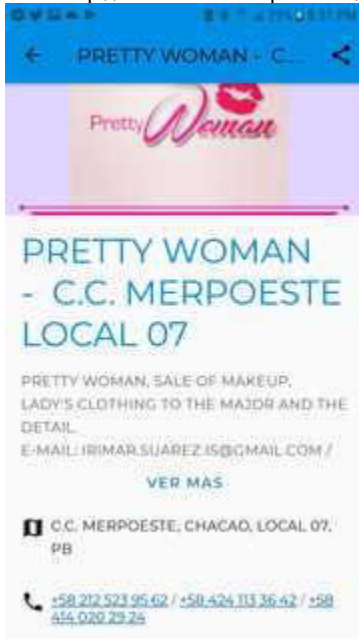 PRETTY WOMAN - C...
Pretty Woman
PRETTY WOMAN
- C.C. MERPOESTE
LOCAL 07
PRETTY WOMAN, SALE OF MAKEUP,
LADY'S CLOTHING TO THE MAJOR AND THE
DETAIL.
E-MAIL: IRIMAR.SUAREZ.IS@GMAIL.COM /
VER MAS
C.C. MERPOESTE, CHACAO, LOCAL 07,
PB
+58 212 523 95 62 / +58 424 113 36 42 / +58
414 020 29 24